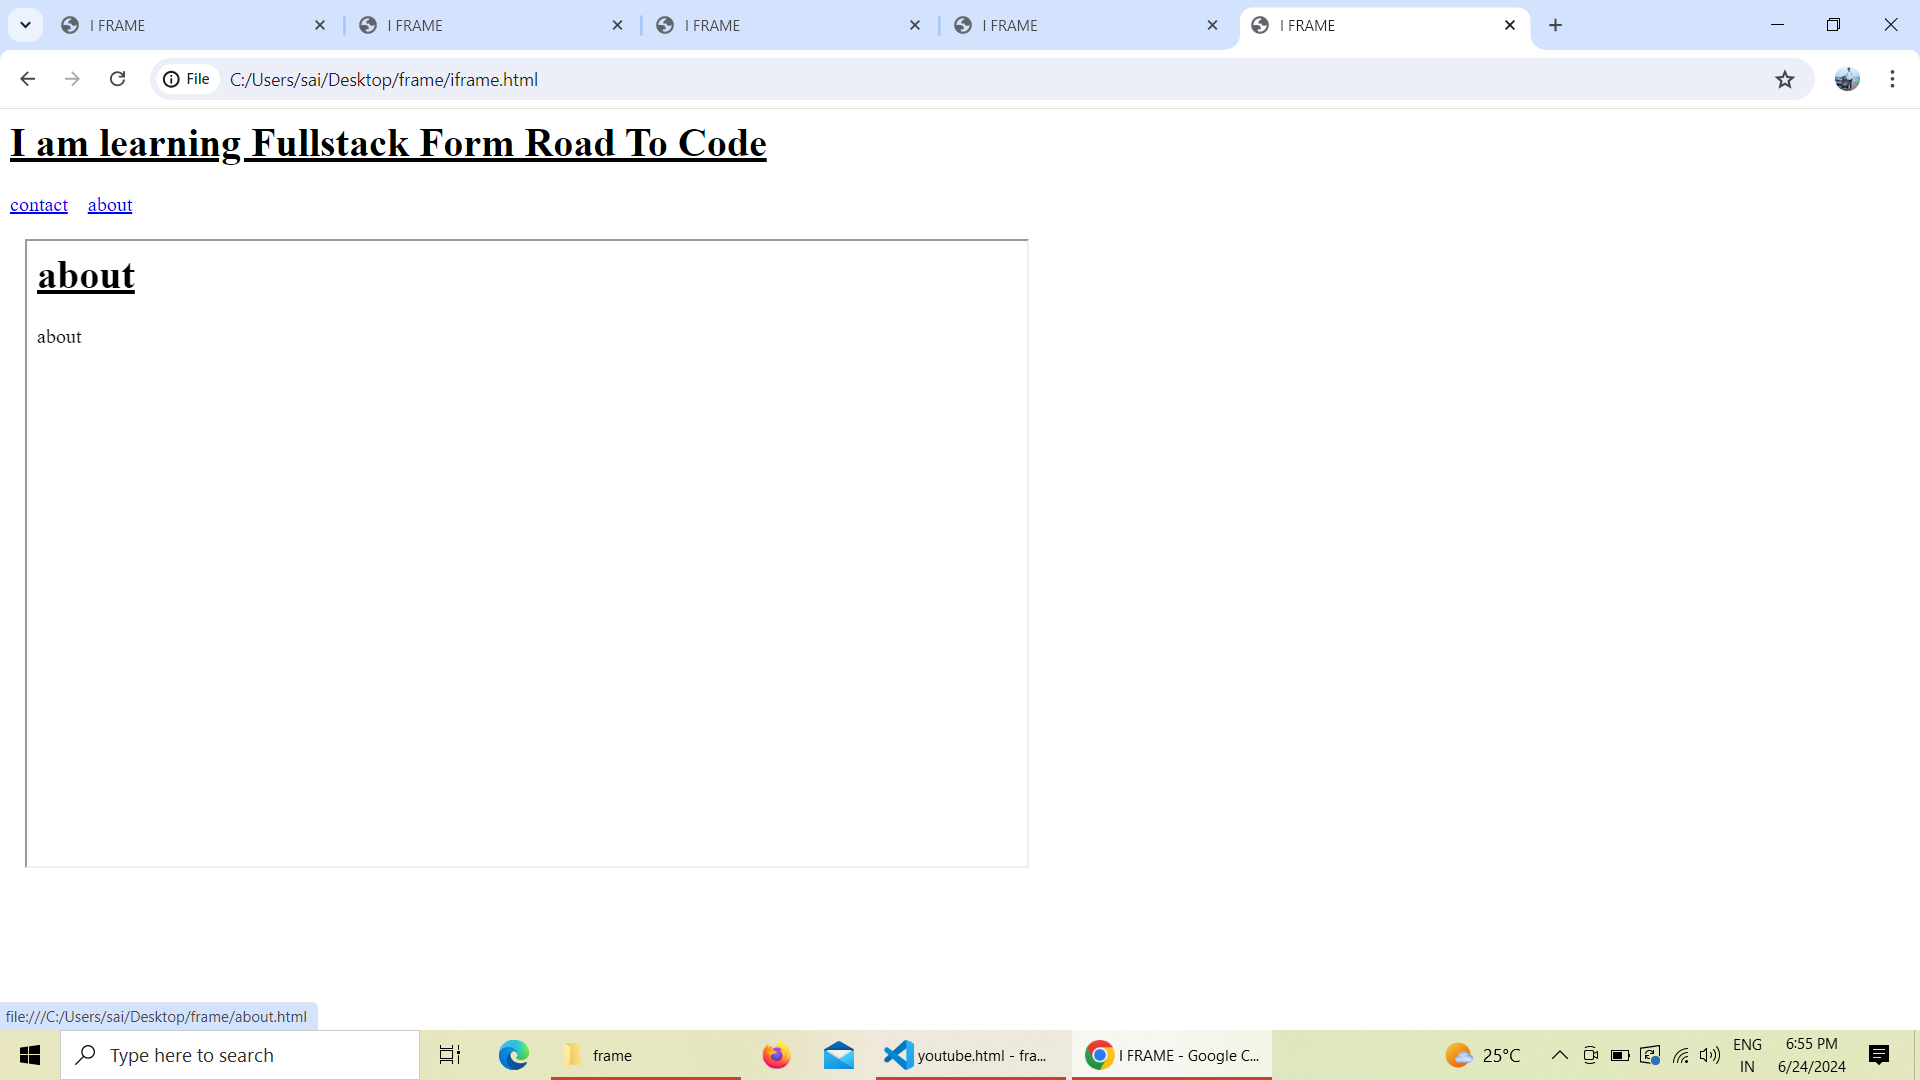 I FRAME
I FRAME
I FRAME
I FRAME
I FRAME
File C:/Users/sai/Desktop/frame/iframe.html
I am learning Fullstack Form Road To Code
contact about
about
about
file:///C:/Users/sai/Desktop/frame/about.html
Type here to search
frame
youtube.html - fra...
I FRAME - Google C...
25°C
ENG
IN
6:55 PM
6/24/2024